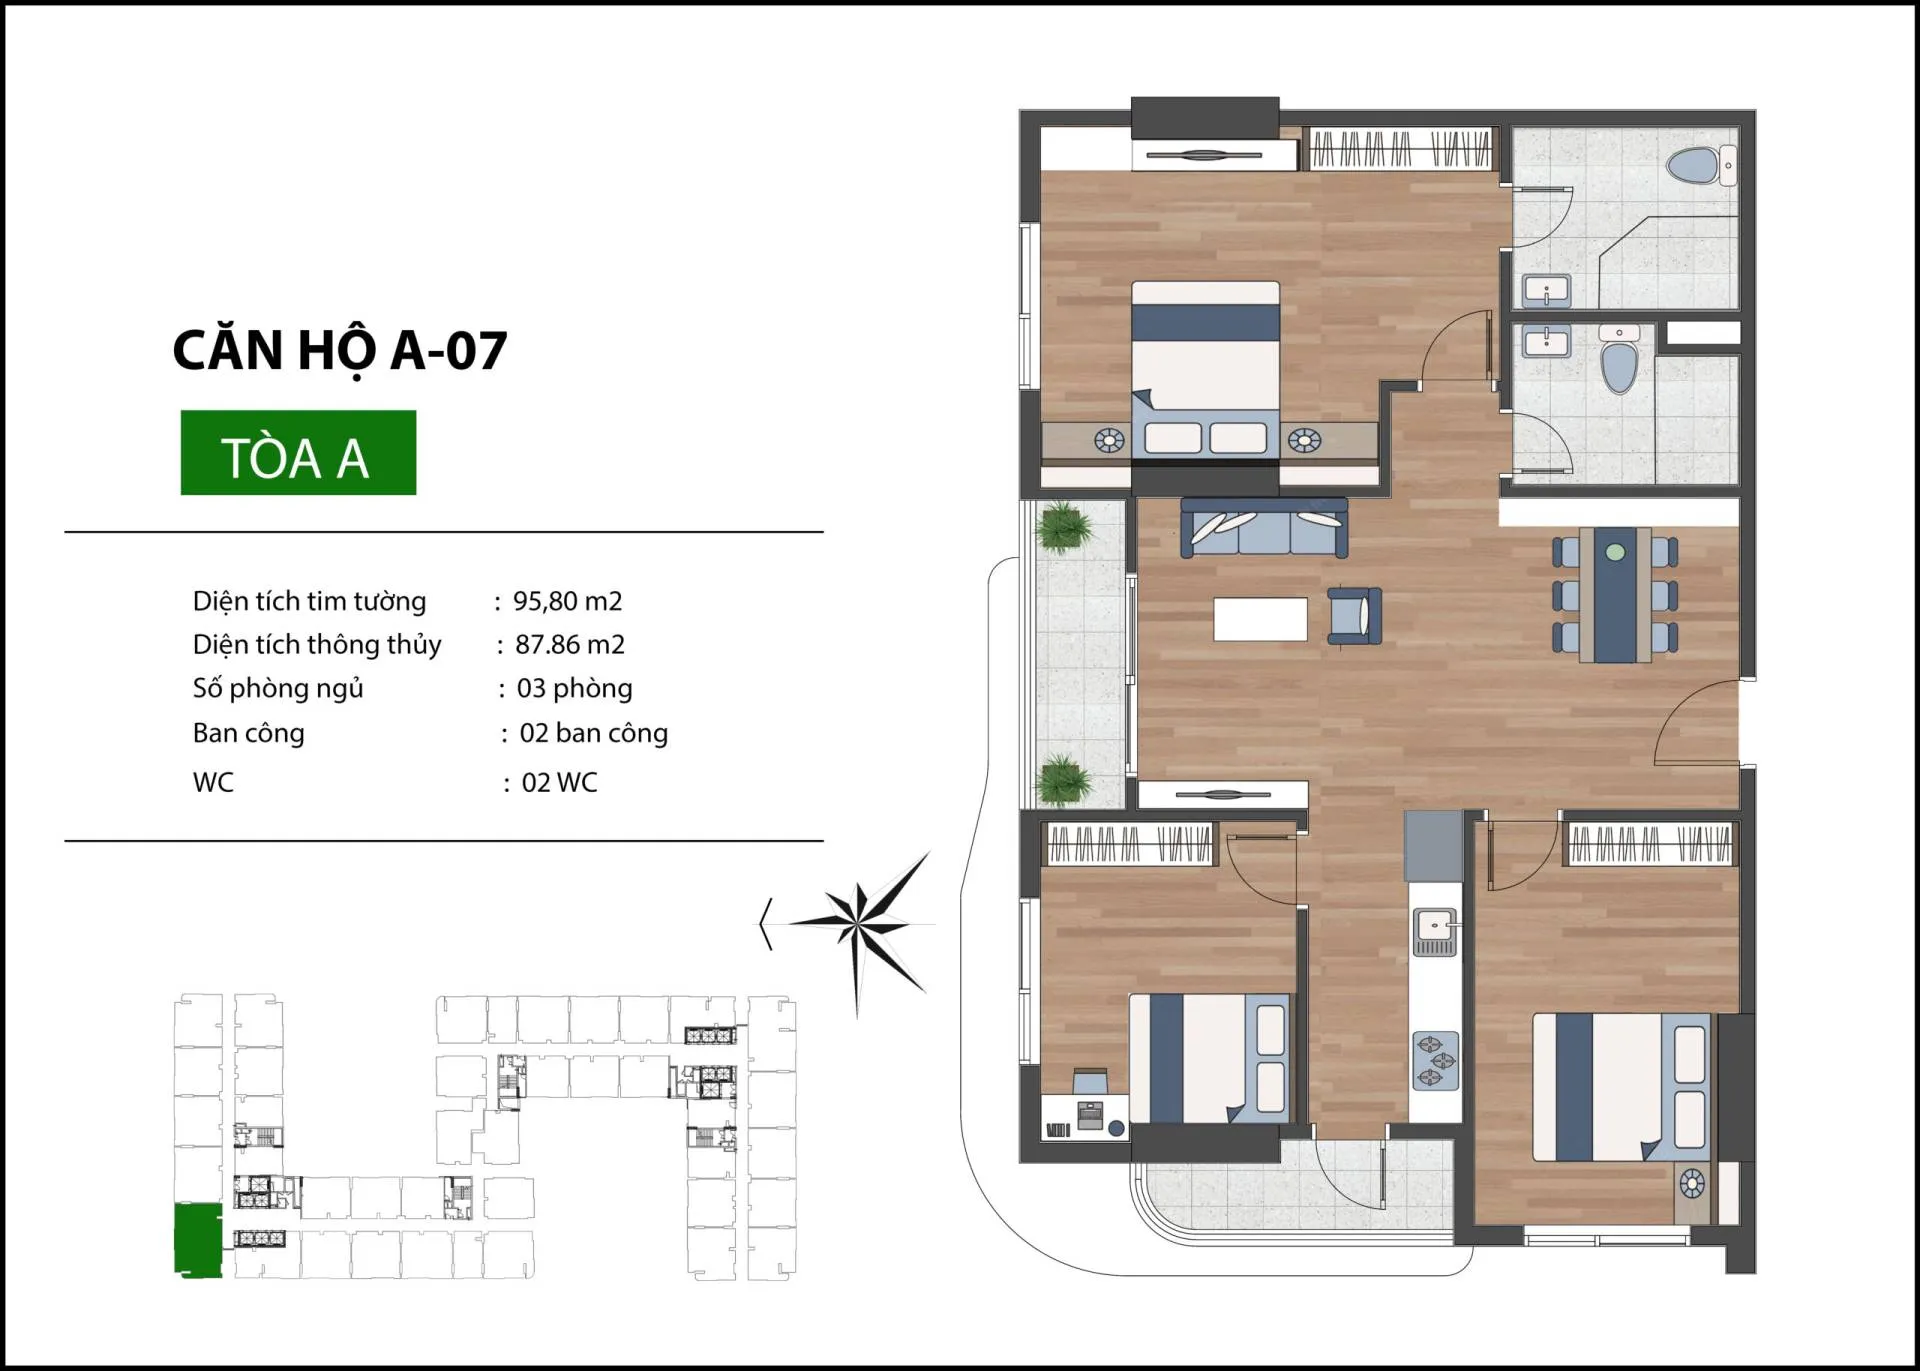 CĂN HỘ A-07
TÒA A
Diện tích tim tường : 95,80 m2
Diện tích thông thủy : 87.86 m2
Số phòng ngủ : 03 phòng
Ban công : 02 ban công
WC : 02 WC